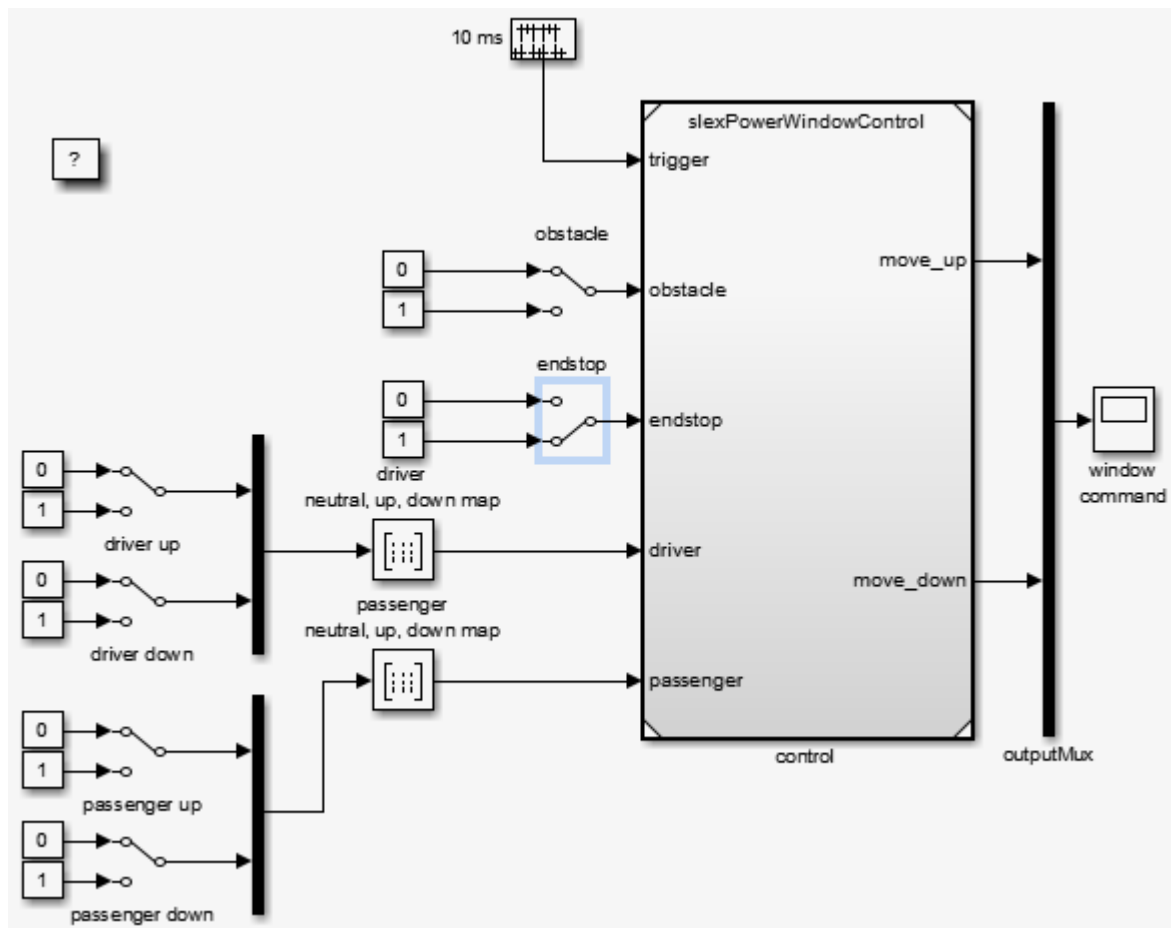 10 ms
slexPowerWindowControl
?
trigger
obstacle
0
move_up
obstacle
1
endstop
0
endstop
1
driver
neutral, up, down map
0
1
driver up
window
command
driver
0
move_down
1
passenger
neutral, up, down map
driver down
passenger
0
1
control
outputMux
passenger up
0
1
passenger down